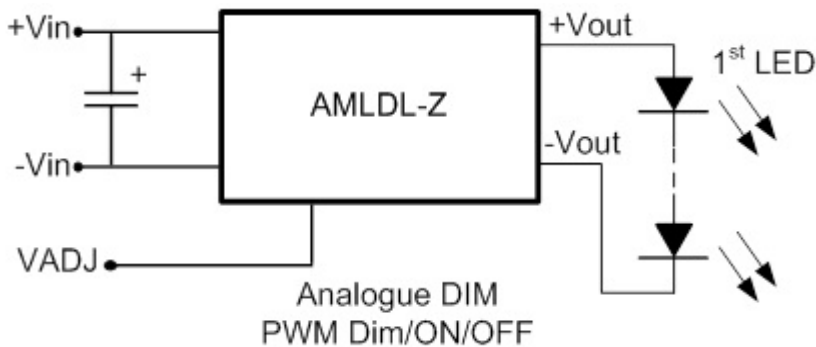 +Vin
+Vout
1st LED
+
AMLDL-Z
-Vin
-Vout
VADJ
Analogue DIM
PWM Dim/ON/OFF